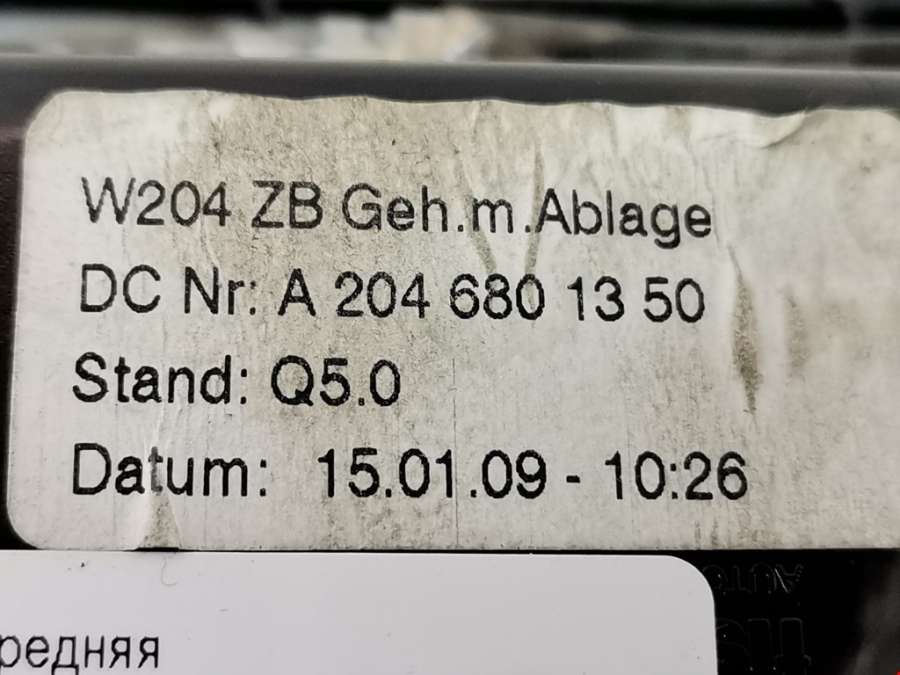 W204 ZB Geh.m.Ablage
DC Nr: A 204 680 13 50
Stand: Q5.0
Datum: 15.01.09 - 10:26
редняя